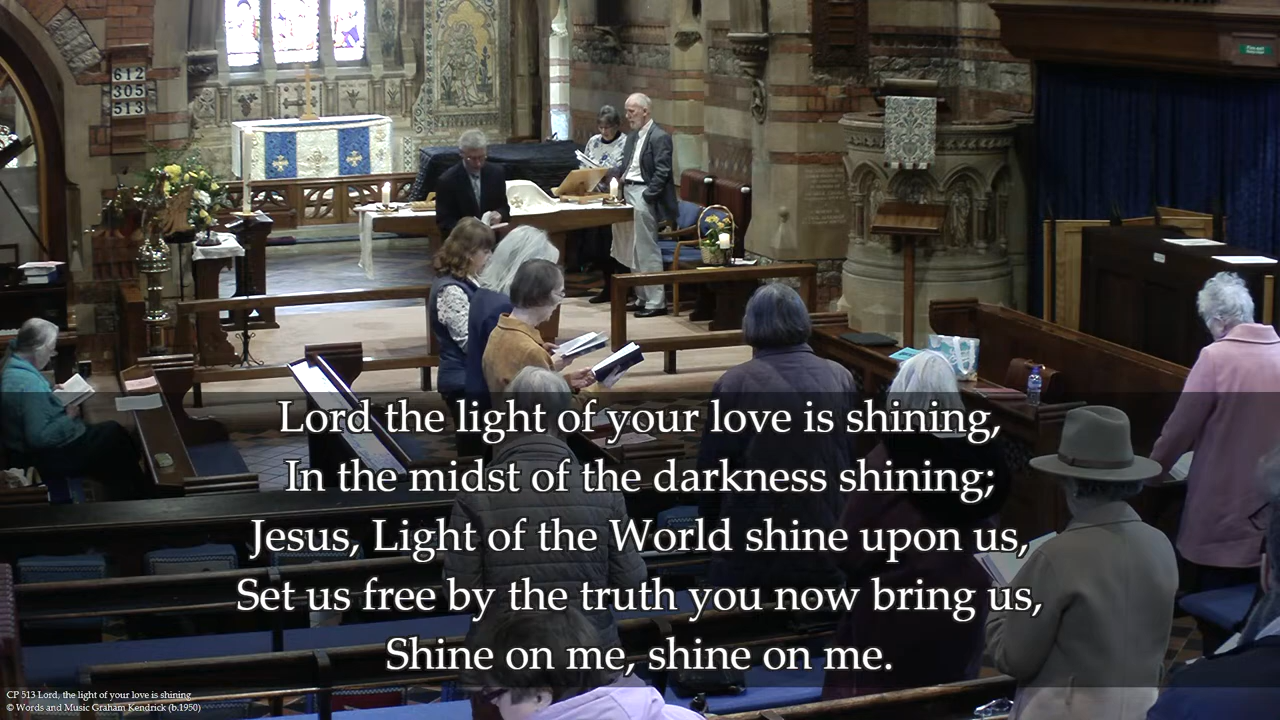 612
305
513
Lord the light of your love is shining,
In the midst of the darkness shining;
Jesus, Light of the World shine upon us,
Set us free by the truth you now bring us,
Shine on me, shine on me.
CP 513 Lord, the light of your love is shining
© Words and Music Graham Kendrick (b.1950)